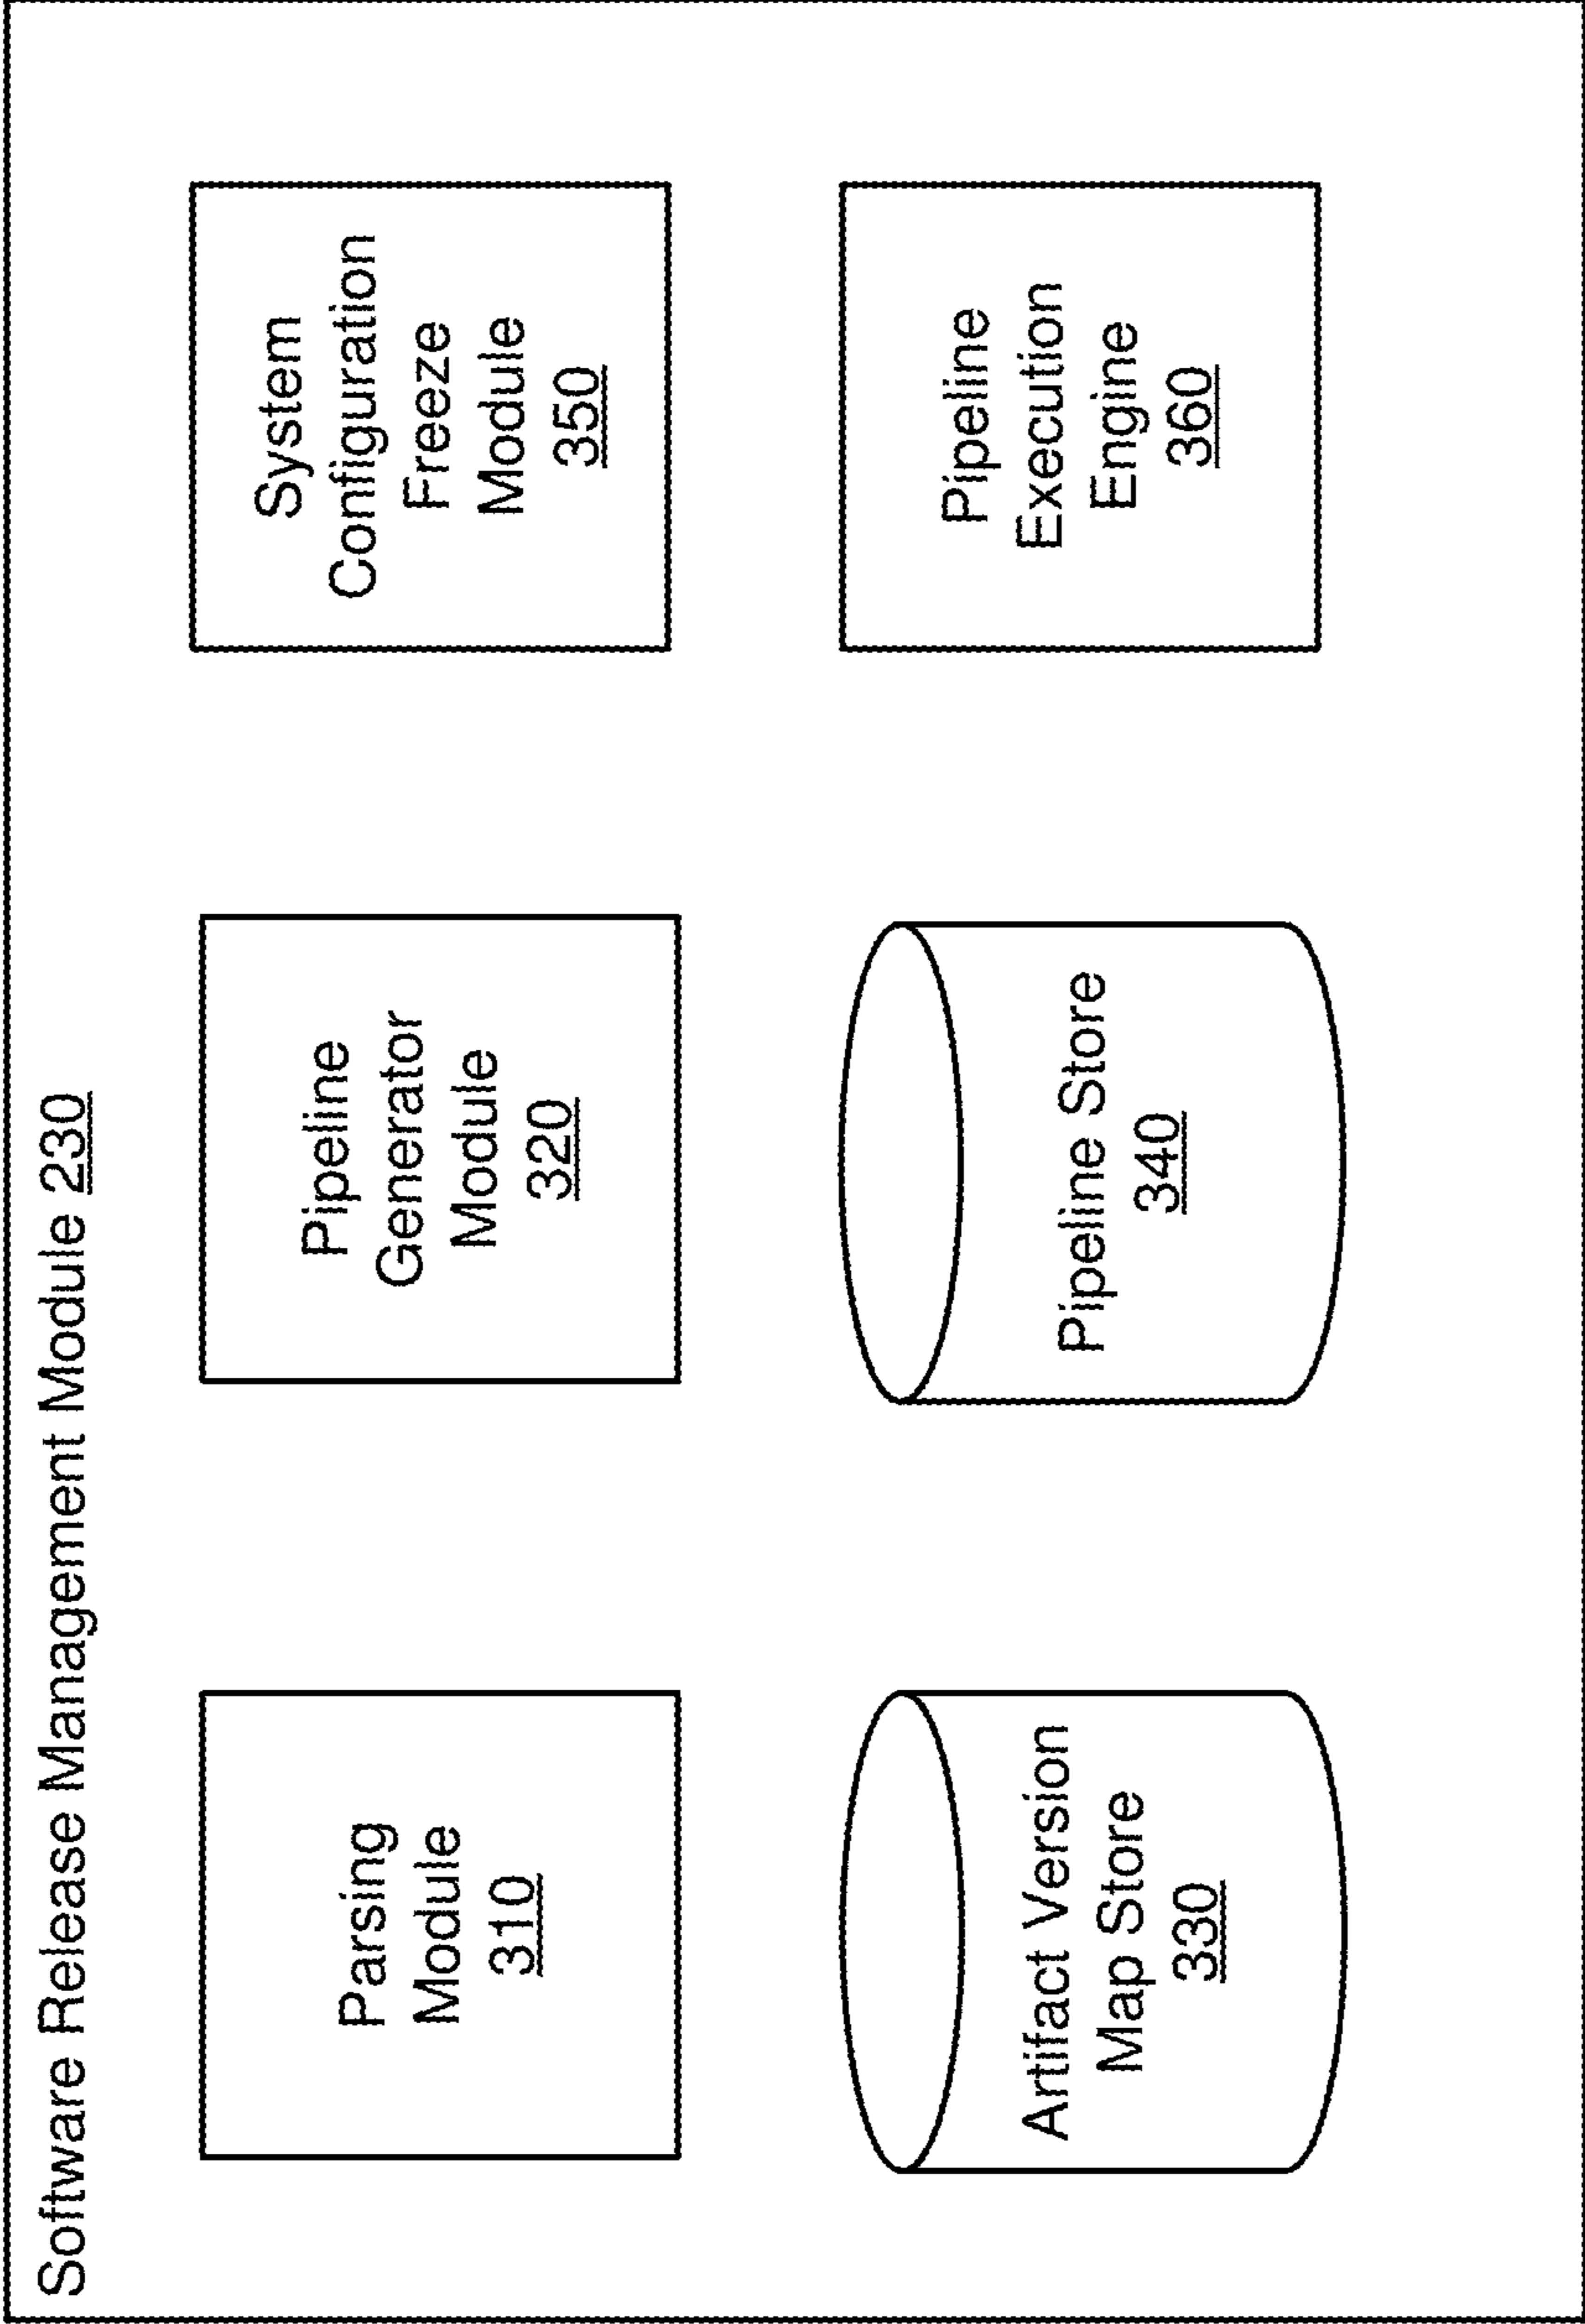 Software Release Management Module 230
Parsing
Module
310
Pipeline
Generator
Module
320
System
Configuration
Freeze
Module
350
Artifact Version
Map Store
330
Pipeline Store
340
Pipeline
Execution
Engine
360